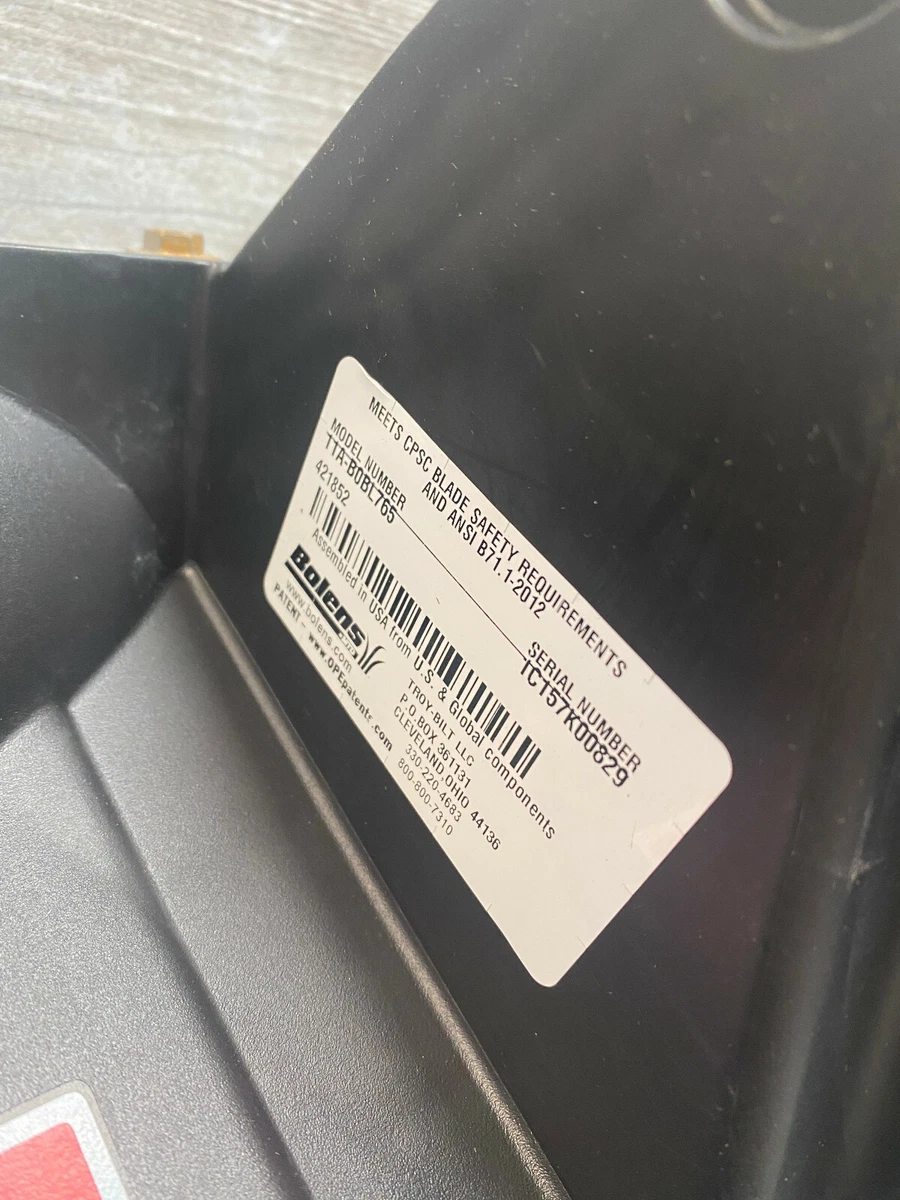 MEETS CPSC BLADE SAFETY REQUIREMENTS
AND ANSI B71.1-2012
MODEL NUMBER
11A-B0BL765
421852
SERIAL NUMBER
1C157K00829
Assembled in USA from U.S. & Global Components
Bolens
www.bolens.com
PATENT - www.OPEpatents.com
TROY-BILT LLC
P.O.BOX 361131
CLEVELAND,OHIO 44136
330-220-4683
800-800-7310